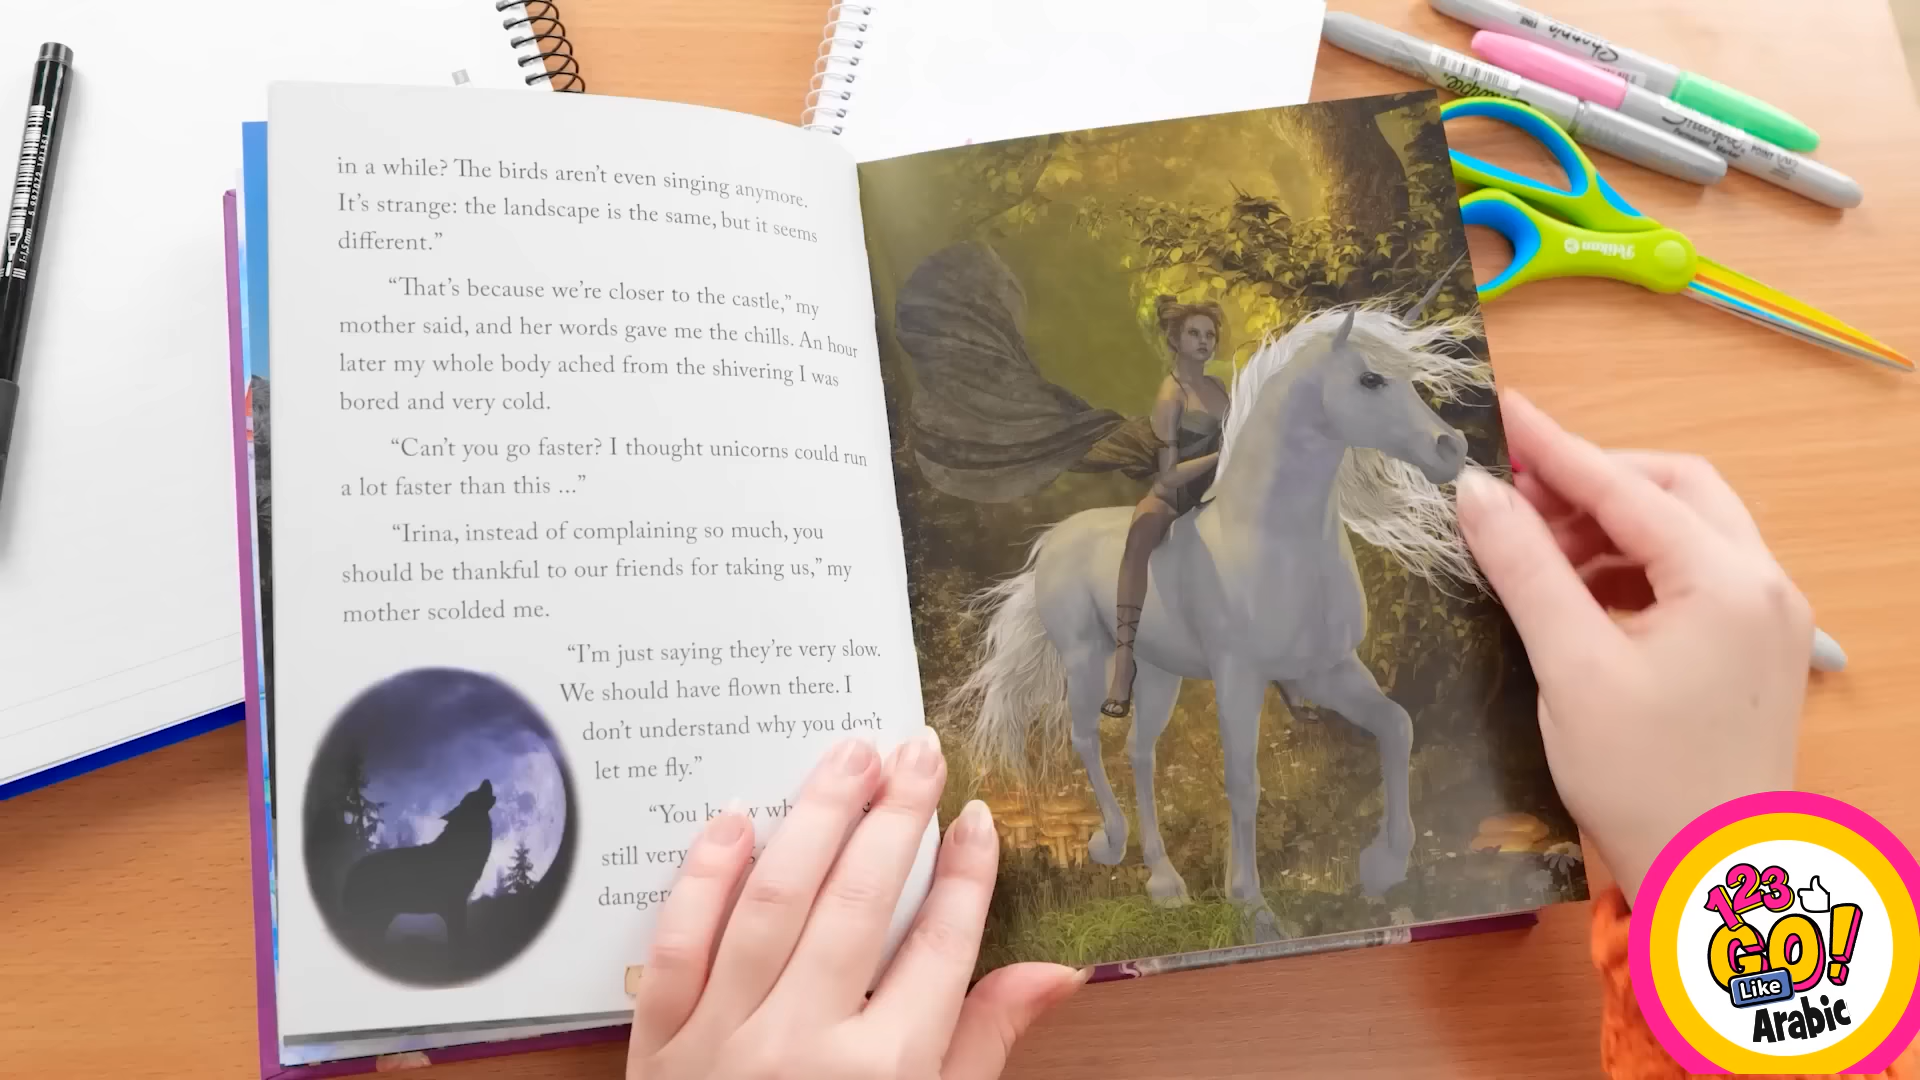 in a while? The birds aren't even singing anymore.
It's strange: the landscape is the same, but it seems
different."
"That's because we're closer to the castle," my
mother said, and her words gave me the chills. An hour
later my whole body ached from the shivering I was
bored and very cold.
"Can't you go faster? I thought unicorns could run
a lot faster than this ..."
"Irina, instead of complaining so much, you
should be thankful to our friends for taking us," my
mother scolded me.
"I'm just saying they're very slow.
We should have flown there. I
don't understand why you don't
let me fly."
"You
still very
Sharpie
Pelikan
1-1.5mm
123
GO!
Like
Arabic